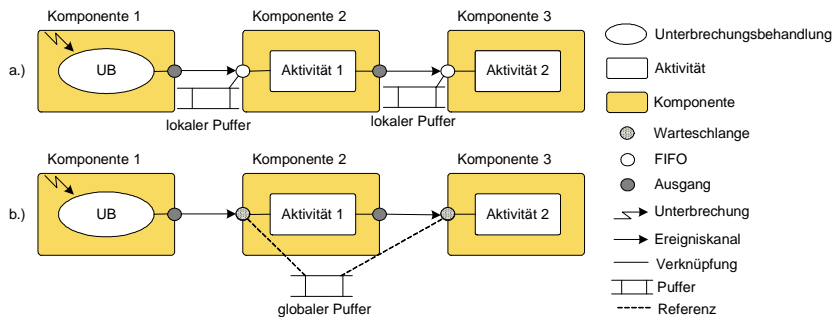 Komponente 1
Komponente 2
Komponente 3
a.)
UB
Aktivität 1
Aktivität 2
lokaler Puffer
lokaler Puffer
Komponente 1
Komponente 2
Komponente 3
b.)
UB
Aktivität 1
Aktivität 2
globaler Puffer
Unterbrechungsbehandlung
Aktivität
Komponente
Warteschlange
FIFO
Ausgang
Unterbrechung
Ereigniskanal
Verknüpfung
Puffer
Referenz